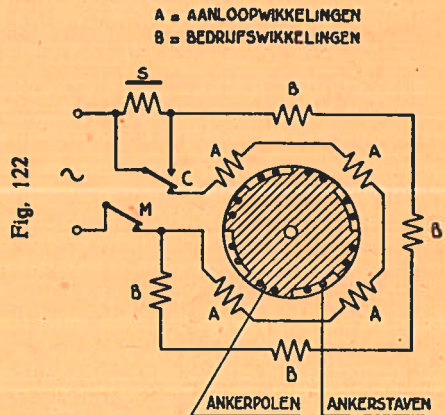 A = AANLOOPWIKKELINGEN
B = BEDRIJFSWIKKELINGEN
S
B
A
A
C
Fig. 122
~
M
B
B
A
A
B
ANKERPOLEN
ANKERSTAVEN